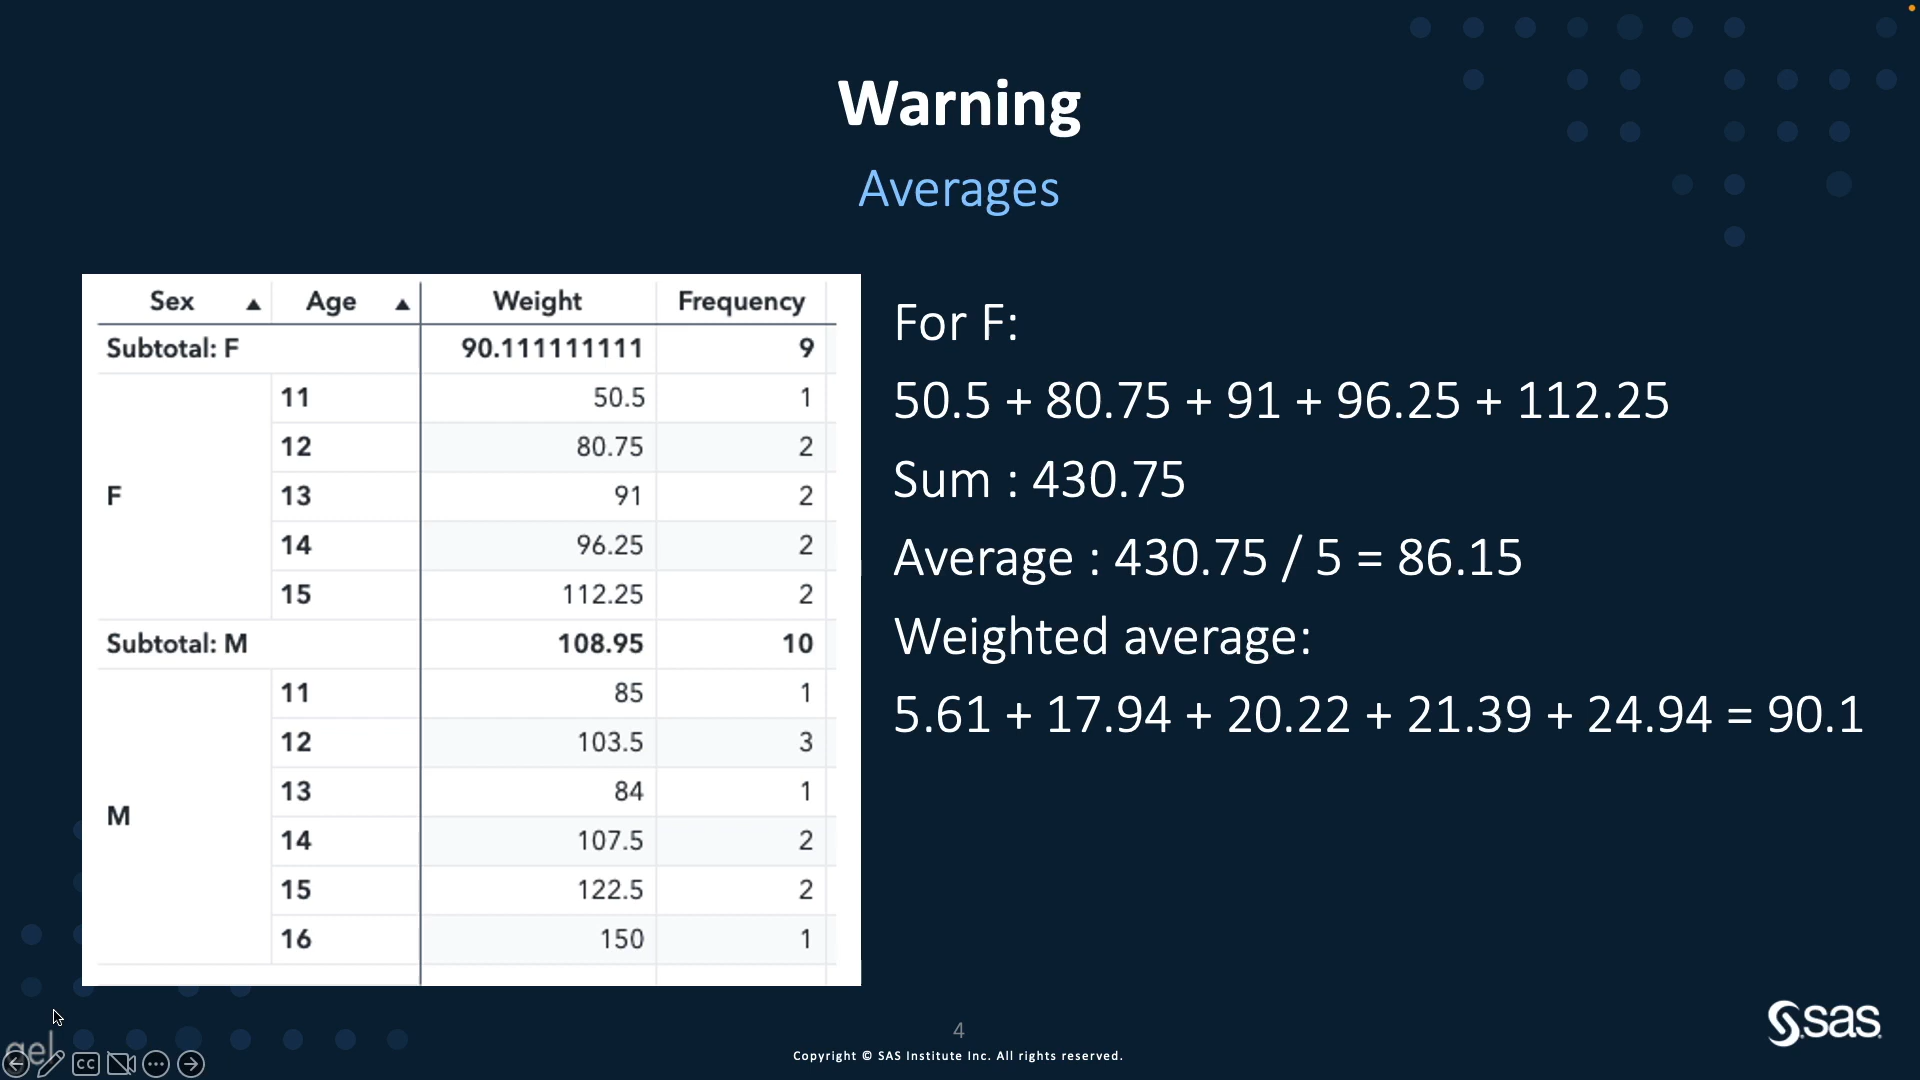 Warning
Averages
Sex ▲ Age ▲ Weight Frequency
Subtotal: F 90.111111111 9
F
11 50.5 1
12 80.75 2
13 91 2
14 96.25 2
15 112.25 2
Subtotal: M 108.95 10
M
11 85 1
12 103.5 3
13 84 1
14 107.5 2
15 122.5 2
16 150 1
For F:
50.5 + 80.75 + 91 + 96.25 + 112.25
Sum : 430.75
Average : 430.75 / 5 = 86.15
Weighted average:
5.61 + 17.94 + 20.22 + 21.39 + 24.94 = 90.1
gel
CC
4
Copyright © SAS Institute Inc. All rights reserved.
sas